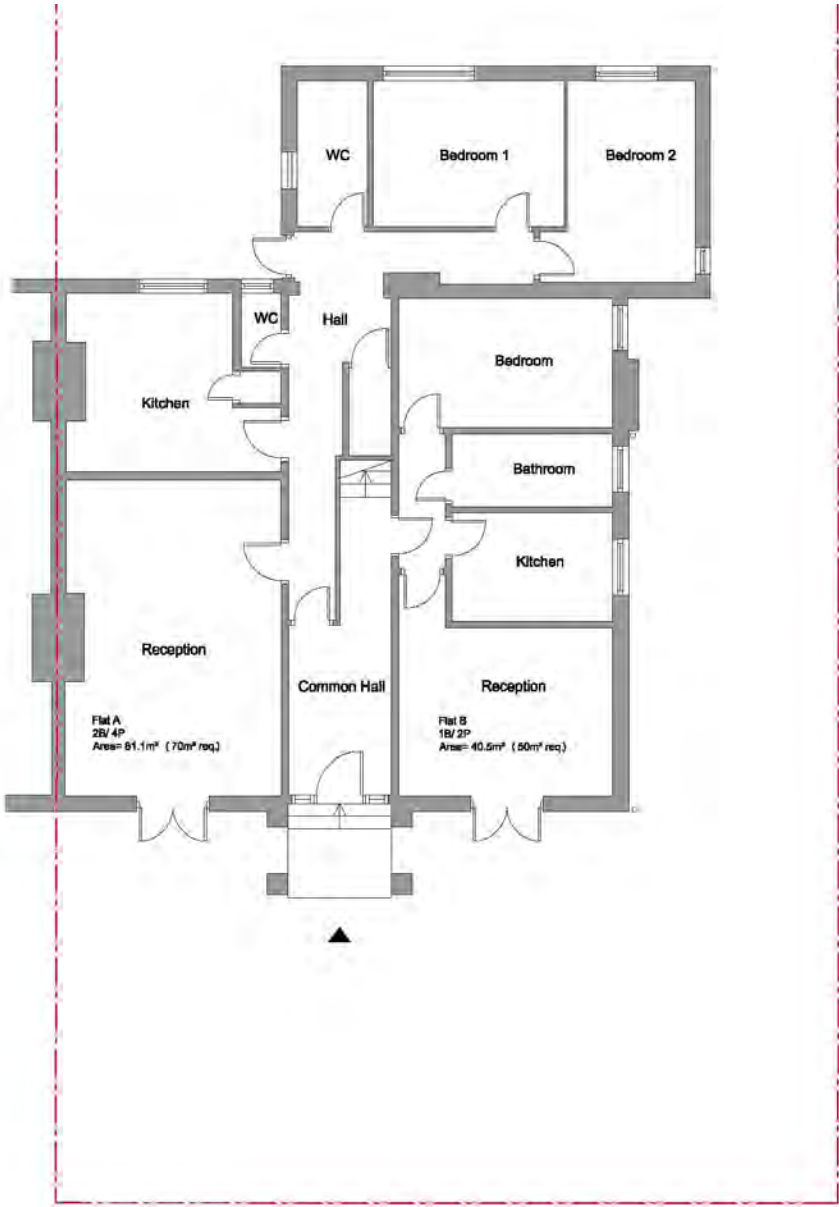 WC
Bedroom 1
Bedroom 2
WC
Hall
Bedroom
Kitchen
Bathroom
Kitchen
Reception
Common Hall
Reception
Flat A
2B/ 4P
Area= 81.1m² ( 70m² req.)
Flat B
1B/ 2P
Area= 40.5m² ( 50m² req.)